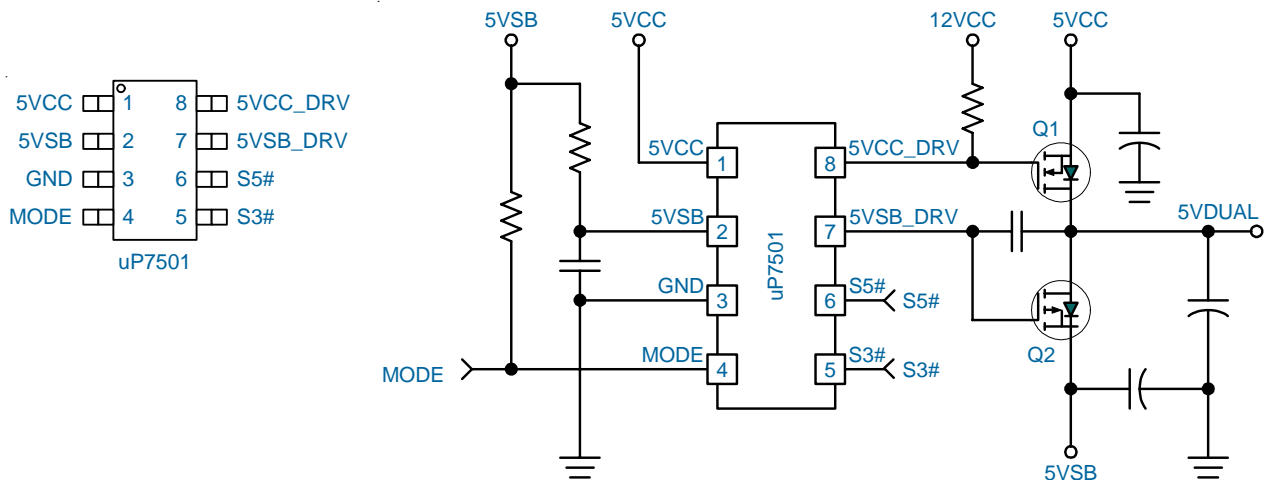 5VCC 1 8 5VCC_DRV
5VSB 2 7 5VSB_DRV
GND 3 6 S5#
MODE 4 5 S3#
uP7501
5VSB 5VCC 12VCC 5VCC
Q1
5VCC 1 8 5VCC_DRV
5VSB 2 7 5VSB_DRV
5VDUAL
GND 3 6 S5# S5#
uP7501
Q2
MODE MODE 4 5 S3# S3#
5VSB